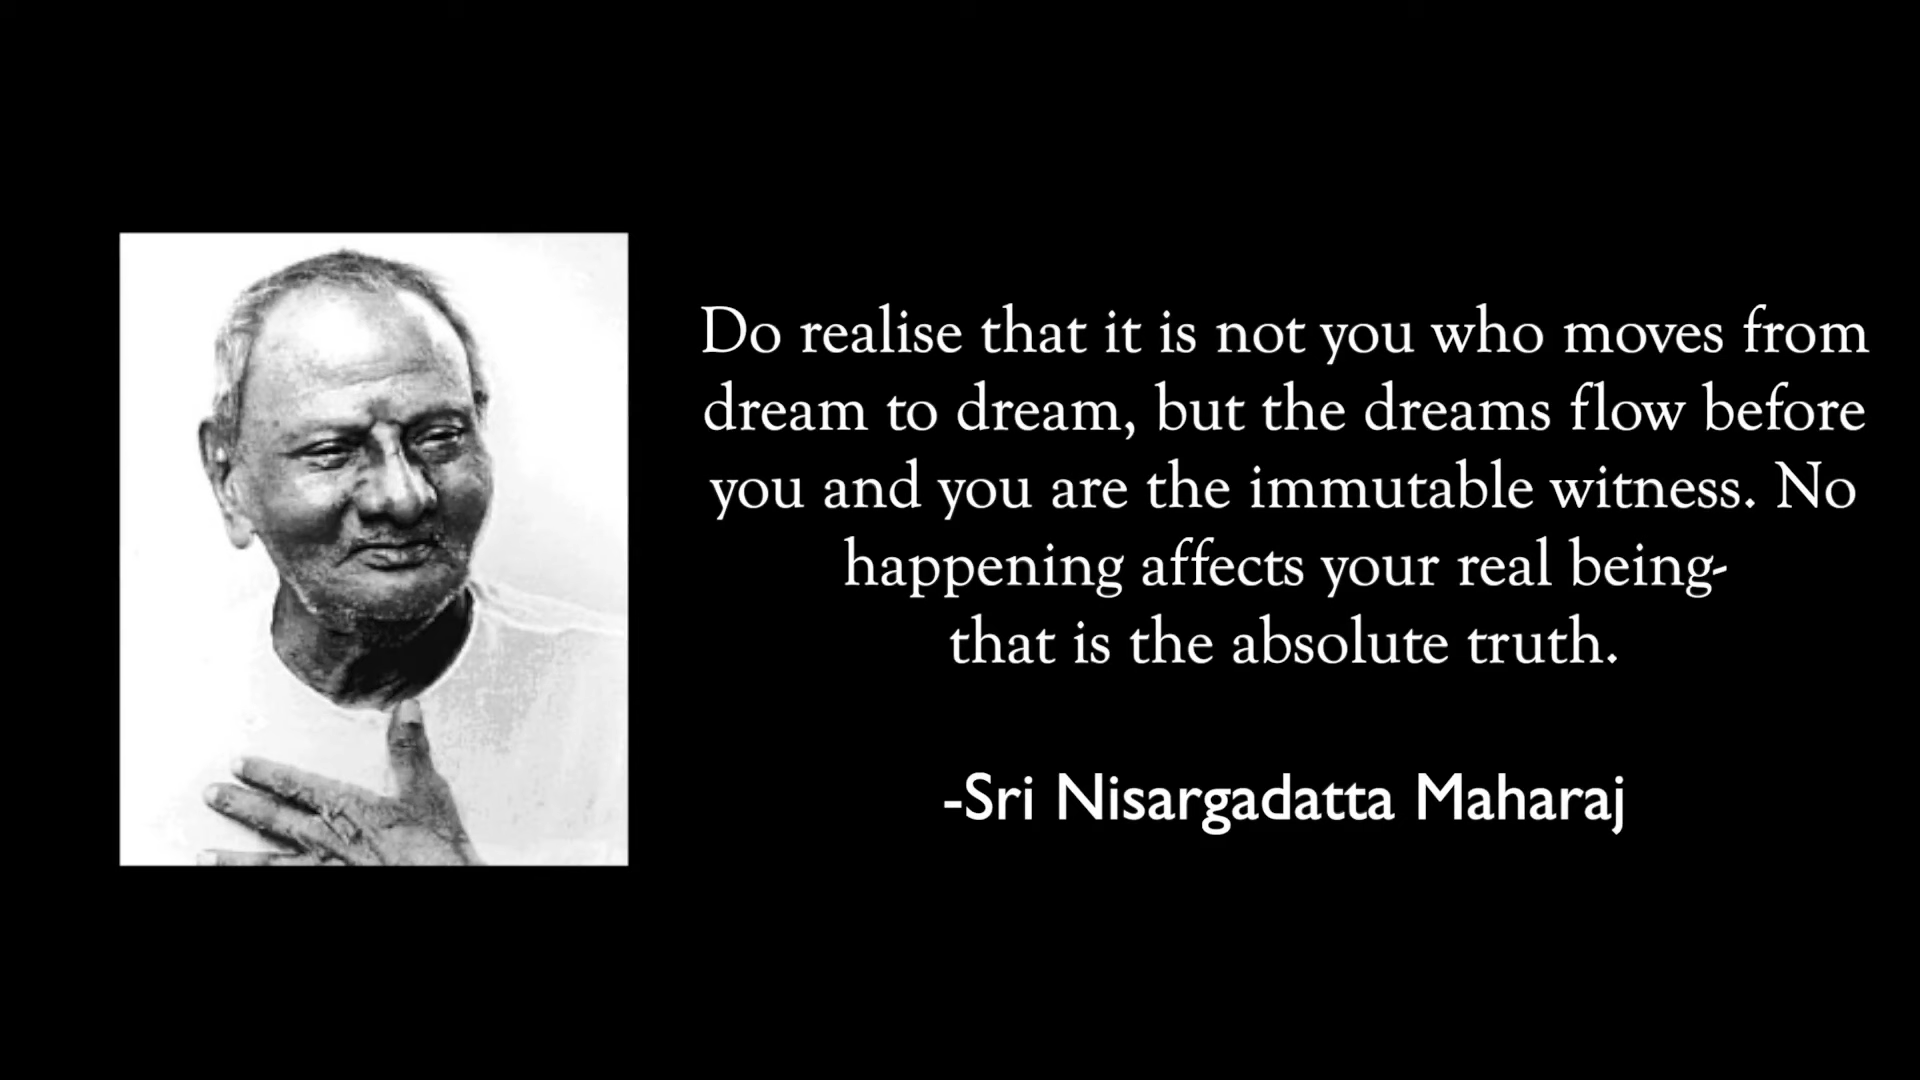 Do realise that it is not you who moves from
dream to dream, but the dreams flow before
you and you are the immutable witness. No
happening affects your real being-
that is the absolute truth.
-Sri Nisargadatta Maharaj